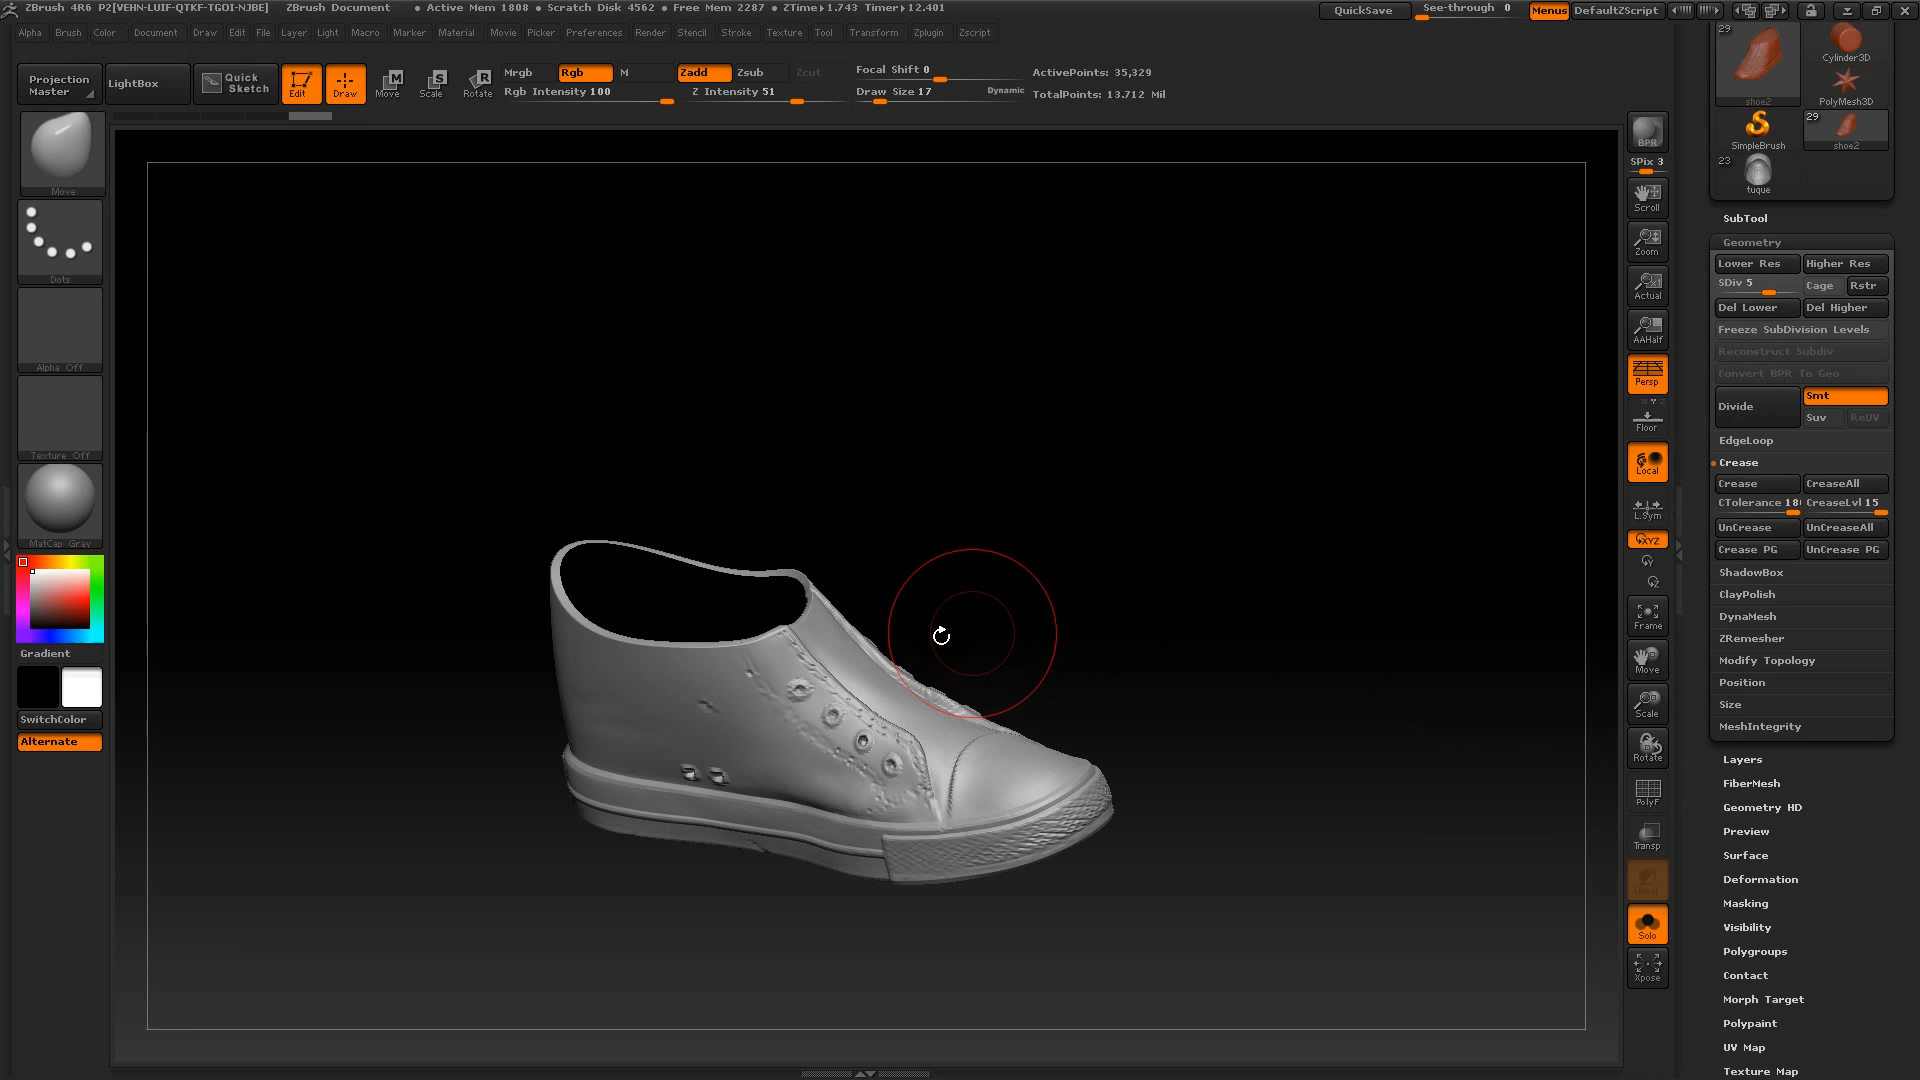 ZBrush 4R6 P2[VEHN-LUIF-QTKF-TGOI-NJBE] ZBrush Document • Active Mem 1808 • Scratch Disk 4562 • Free Mem 2287 • ZTime▸1.743 Timer▸12.401 QuickSave See-through 0 Menus DefaultZScript
Alpha Brush Color Document Draw Edit File Layer Light Macro Marker Material Movie Picker Preferences Render Stencil Stroke Texture Tool Transform Zplugin Zscript
Projection Master
LightBox
Quick Sketch
Edit
Draw
Move
Scale
Rotate
Mrgb Rgb M Zadd Zsub Zcut
Rgb Intensity 100 Z Intensity 51
Focal Shift 0
Draw Size 17 Dynamic
ActivePoints: 35,329
TotalPoints: 13.712 Mil
Move
Dots
Alpha Off
Texture Off
MatCap Gray
Gradient
SwitchColor
Alternate
BPR
SPix 3
Scroll
Zoom
Actual
AAHalf
Persp
Floor
Local
L.Sym
XYZ
Y
Z
Frame
Move
Scale
Rotate
PolyF
Transp
Solo
Xpose
29
shoe2
Cylinder3D
PolyMesh3D
SimpleBrush
29
shoe2
23
tuque
SubTool
Geometry
Lower Res Higher Res
SDiv 5 Cage Rstr
Del Lower Del Higher
Freeze SubDivision Levels
Reconstruct Subdiv
Convert BPR To Geo
Divide Smt
Suv ReUV
EdgeLoop
Crease
Crease CreaseAll
CTolerance 18 CreaseLvl 15
UnCrease UnCreaseAll
Crease PG UnCrease PG
ShadowBox
ClayPolish
DynaMesh
ZRemesher
Modify Topology
Position
Size
MeshIntegrity
Layers
FiberMesh
Geometry HD
Preview
Surface
Deformation
Masking
Visibility
Polygroups
Contact
Morph Target
Polypaint
UV Map
Texture Map